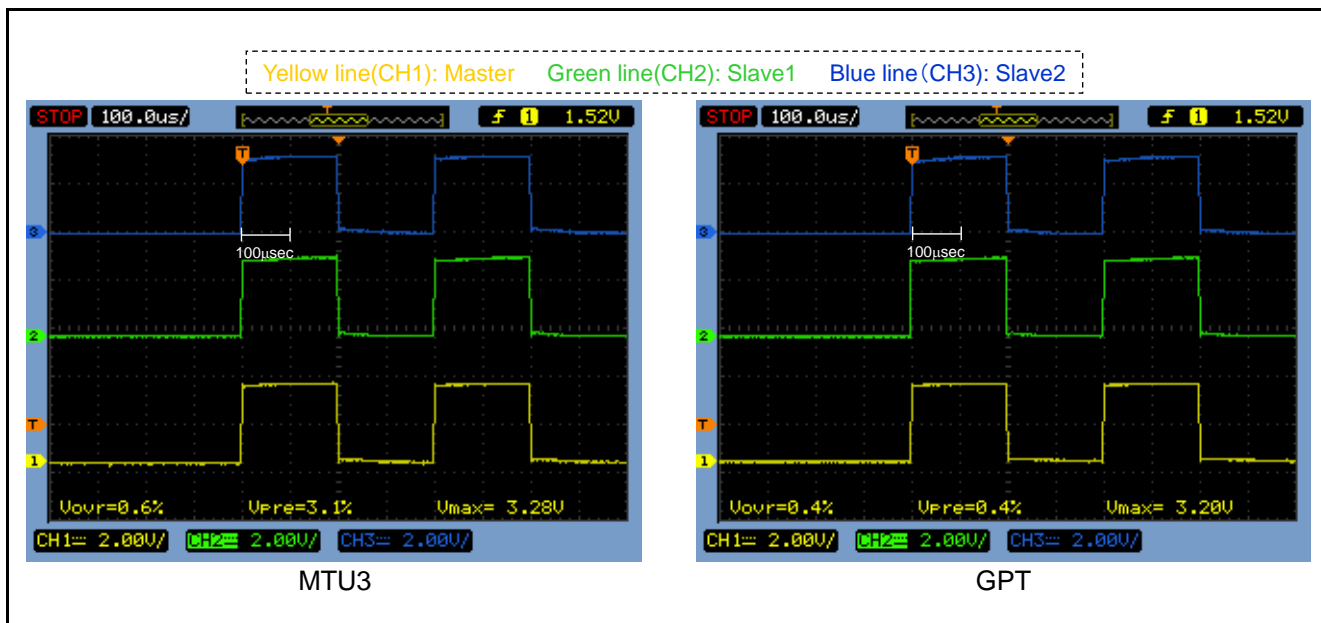 Yellow line(CH1): Master Green line(CH2): Slave1 Blue line（CH3): Slave2
STOP 100.0us/ T 1 1.52V
T
3
100μsec
2
T
1
Vovr=0.6% Vpre=3.1% Vmax= 3.28V
CH1 2.00V/ CH2 2.00V/ CH3 2.00V/
MTU3
STOP 100.0us/ T 1 1.52V
T
3
100μsec
2
T
1
Vovr=0.4% Vpre=0.4% Vmax= 3.20V
CH1 2.00V/ CH2 2.00V/ CH3 2.00V/
GPT